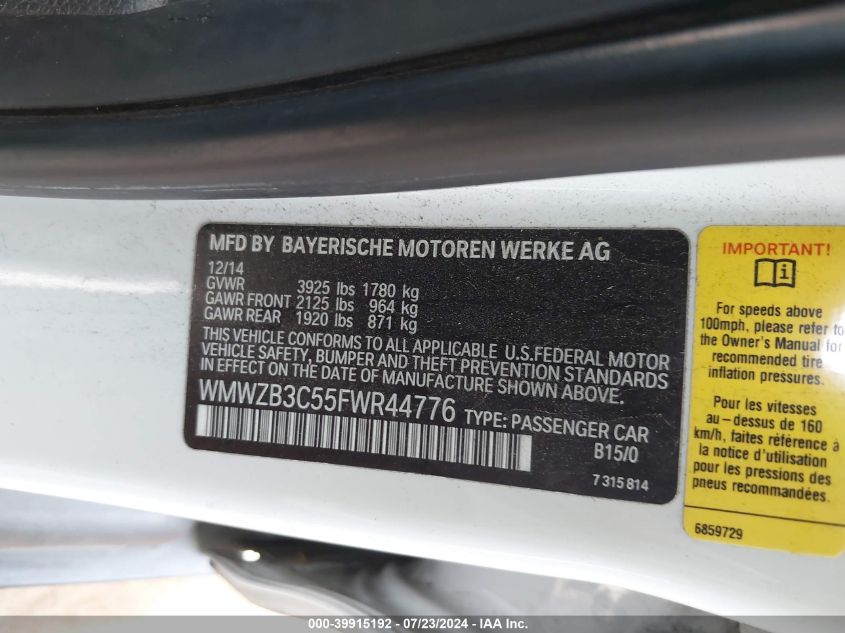 MFD BY BAYERISCHE MOTOREN WERKE AG
12/14
GVWR 3925 lbs 1780 kg
GAWR FRONT 2125 lbs 964 kg
GAWR REAR 1920 lbs 871 kg
THIS VEHICLE CONFORMS TO ALL APPLICABLE U.S.FEDERAL MOTOR
VEHICLE SAFETY, BUMPER AND THEFT PREVENTION STANDARDS
IN EFFECT ON THE DATE OF MANUFACTURE SHOWN ABOVE.
WMWZB3C55FWR44776 TYPE: PASSENGER CAR
B15/0
7 315 814
IMPORTANT!
For speeds above
100mph, please refer to
the Owner's Manual for
recommended tire
inflation pressures.
Pour les vitesses
au-dessus de 160
km/h, faites référence à
la notice d'utilisation
pour les pressions des
pneus recommandées.
6859729
000-39915192 - 07/23/2024 - IAA Inc.